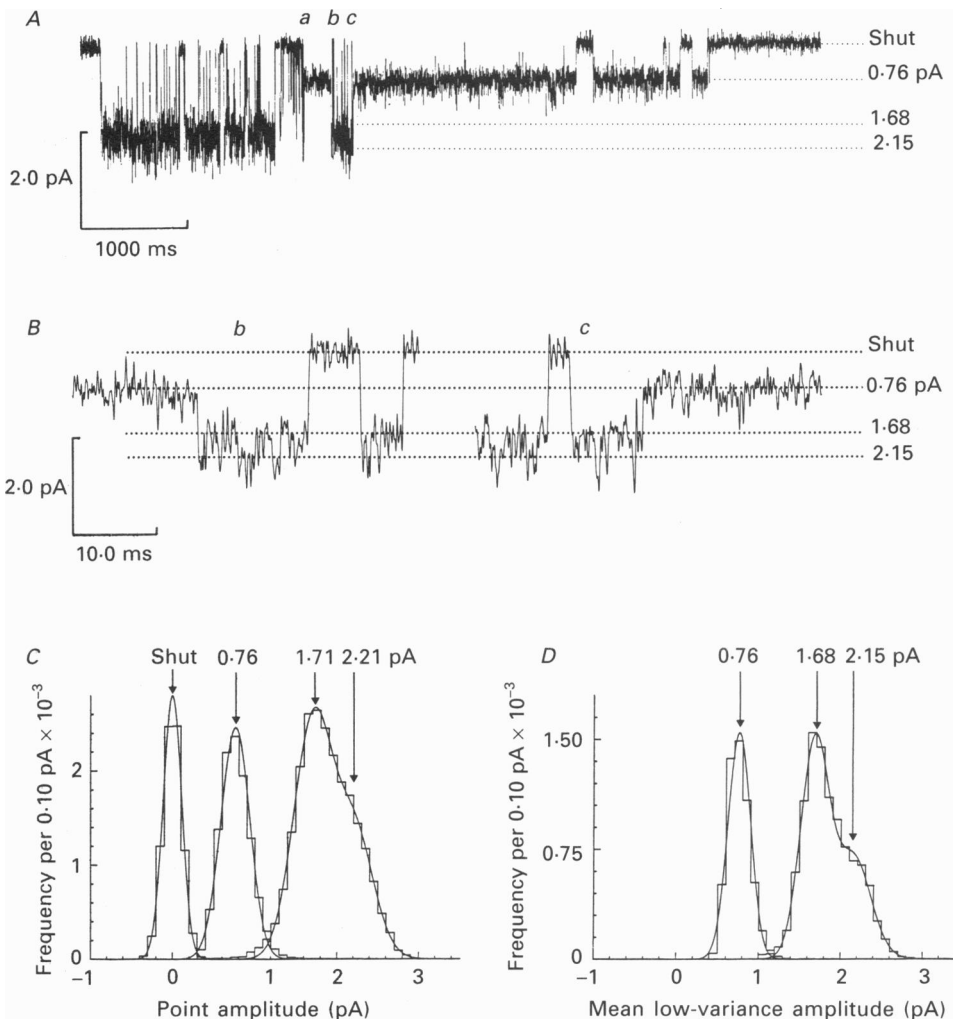 A
a b c
Shut
0·76 pA
1·68
2·15
2·0 pA
1000 ms
B
b
c
Shut
0·76 pA
1·68
2·15
2·0 pA
10·0 ms
C
Shut 0·76 1·71 2·21 pA
Frequency per 0·10 pA × 10⁻³
2
1
0
−1 0 1 2 3
Point amplitude (pA)
D
0·76 1·68 2·15 pA
Frequency per 0·10 pA × 10⁻³
1·50
0·75
0
−1 0 1 2 3
Mean low-variance amplitude (pA)